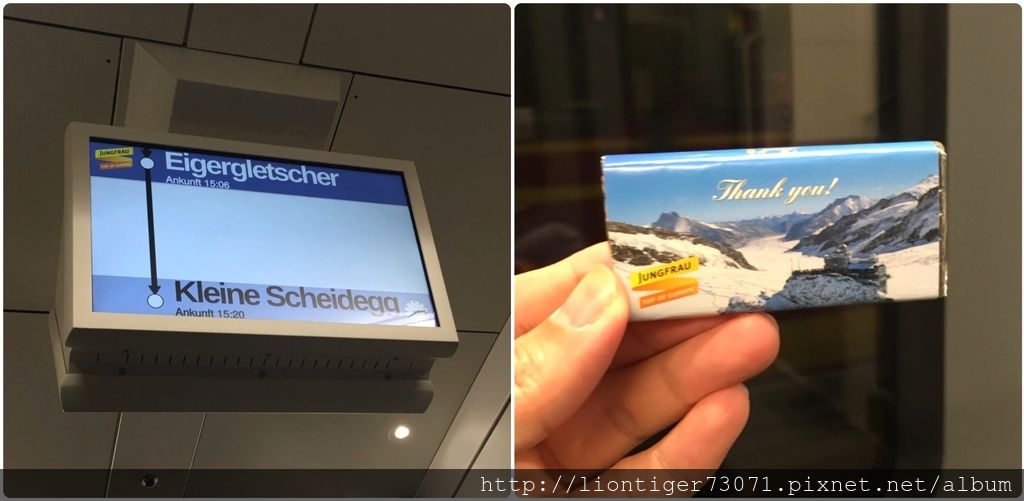 JUNGFRAU
TOP OF EUROPE
Eigergletscher
Ankunft 15:06
Kleine Scheidegg
Ankunft 15:20
Thank you!
JUNGFRAU
TOP OF EUROPE
http://liontiger73071.pixnet.net/album